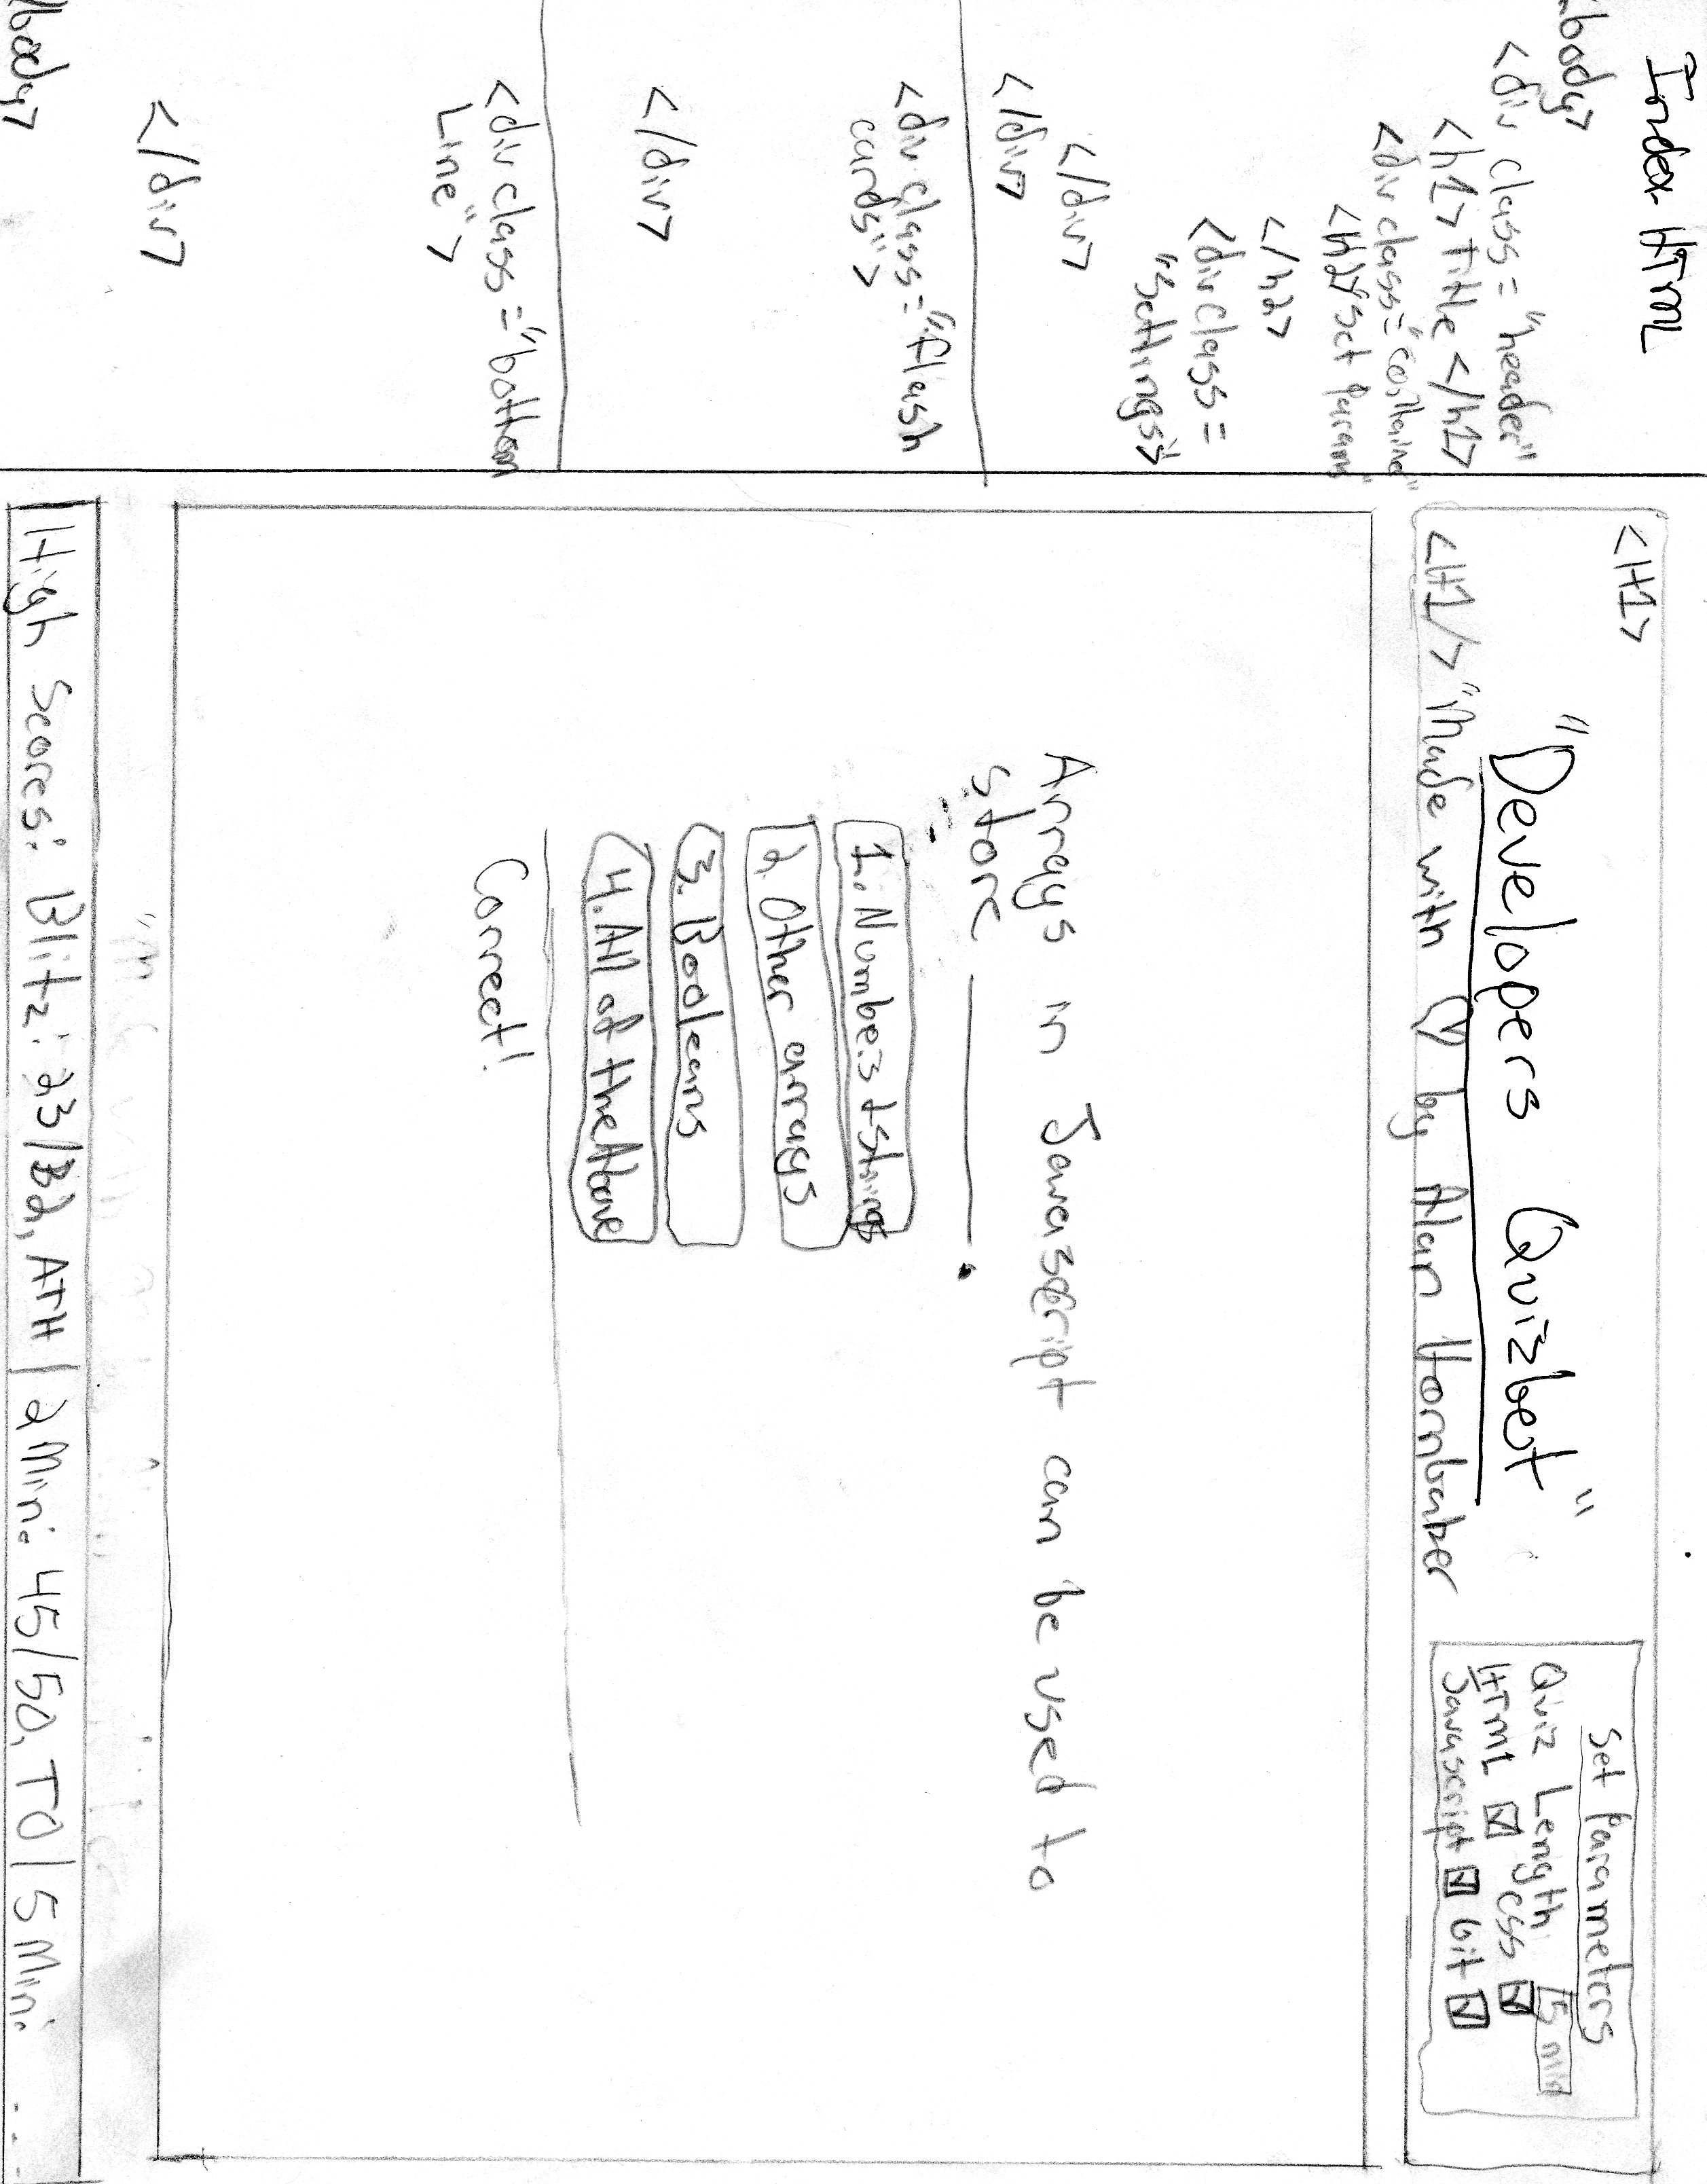 Index HTML
<body>
<div class="header"
<h1> Title </h1>
<div class="container"
<h2>"Set Params"
</h2>
<div class=
"Settings">
</div>
</div>
<div class="flash
cards">
</div>
<div class="bottom
Line">
</div>
/body>
<H1>
"Developers Quizbot"
<H1/> "Made with ♡ by Alan Hornbaker
Set Parameters
Quiz Length: 5 min
HTML ☑ CSS ☑
Javascript ☑ Git ☑
Arrays in Javascript can be used to
store ______.
1. Numbers & Strings
2. Other arrays
3. Booleans
4. All of the Above
Correct!
High Scores: Blitz: 23/32, ATH | 2 Min: 45/50, TO | 5 Min: ...